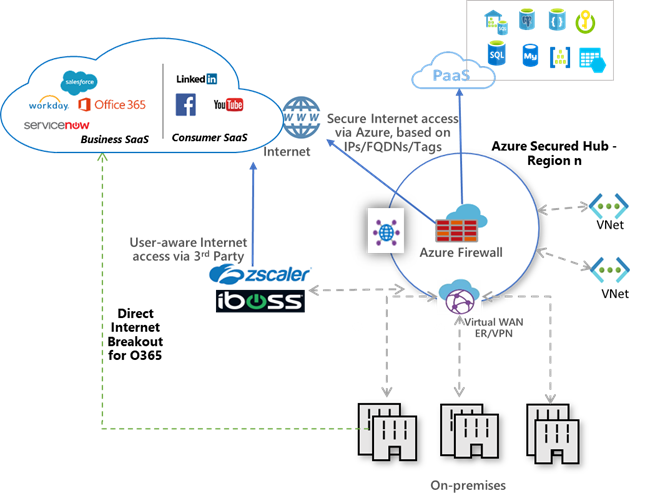 salesforce
workday.
Office 365
servicenow
Business SaaS
LinkedIn
YouTube
Consumer SaaS
WWW
Internet
PaaS
SQL
SQL
My
Secure Internet access
via Azure, based on
IPs/FQDNs/Tags
Azure Secured Hub -
Region n
VNet
VNet
Azure Firewall
User-aware Internet
access via 3rd Party
zscaler
iboss
Direct
Internet
Breakout
for O365
Virtual WAN
ER/VPN
On-premises